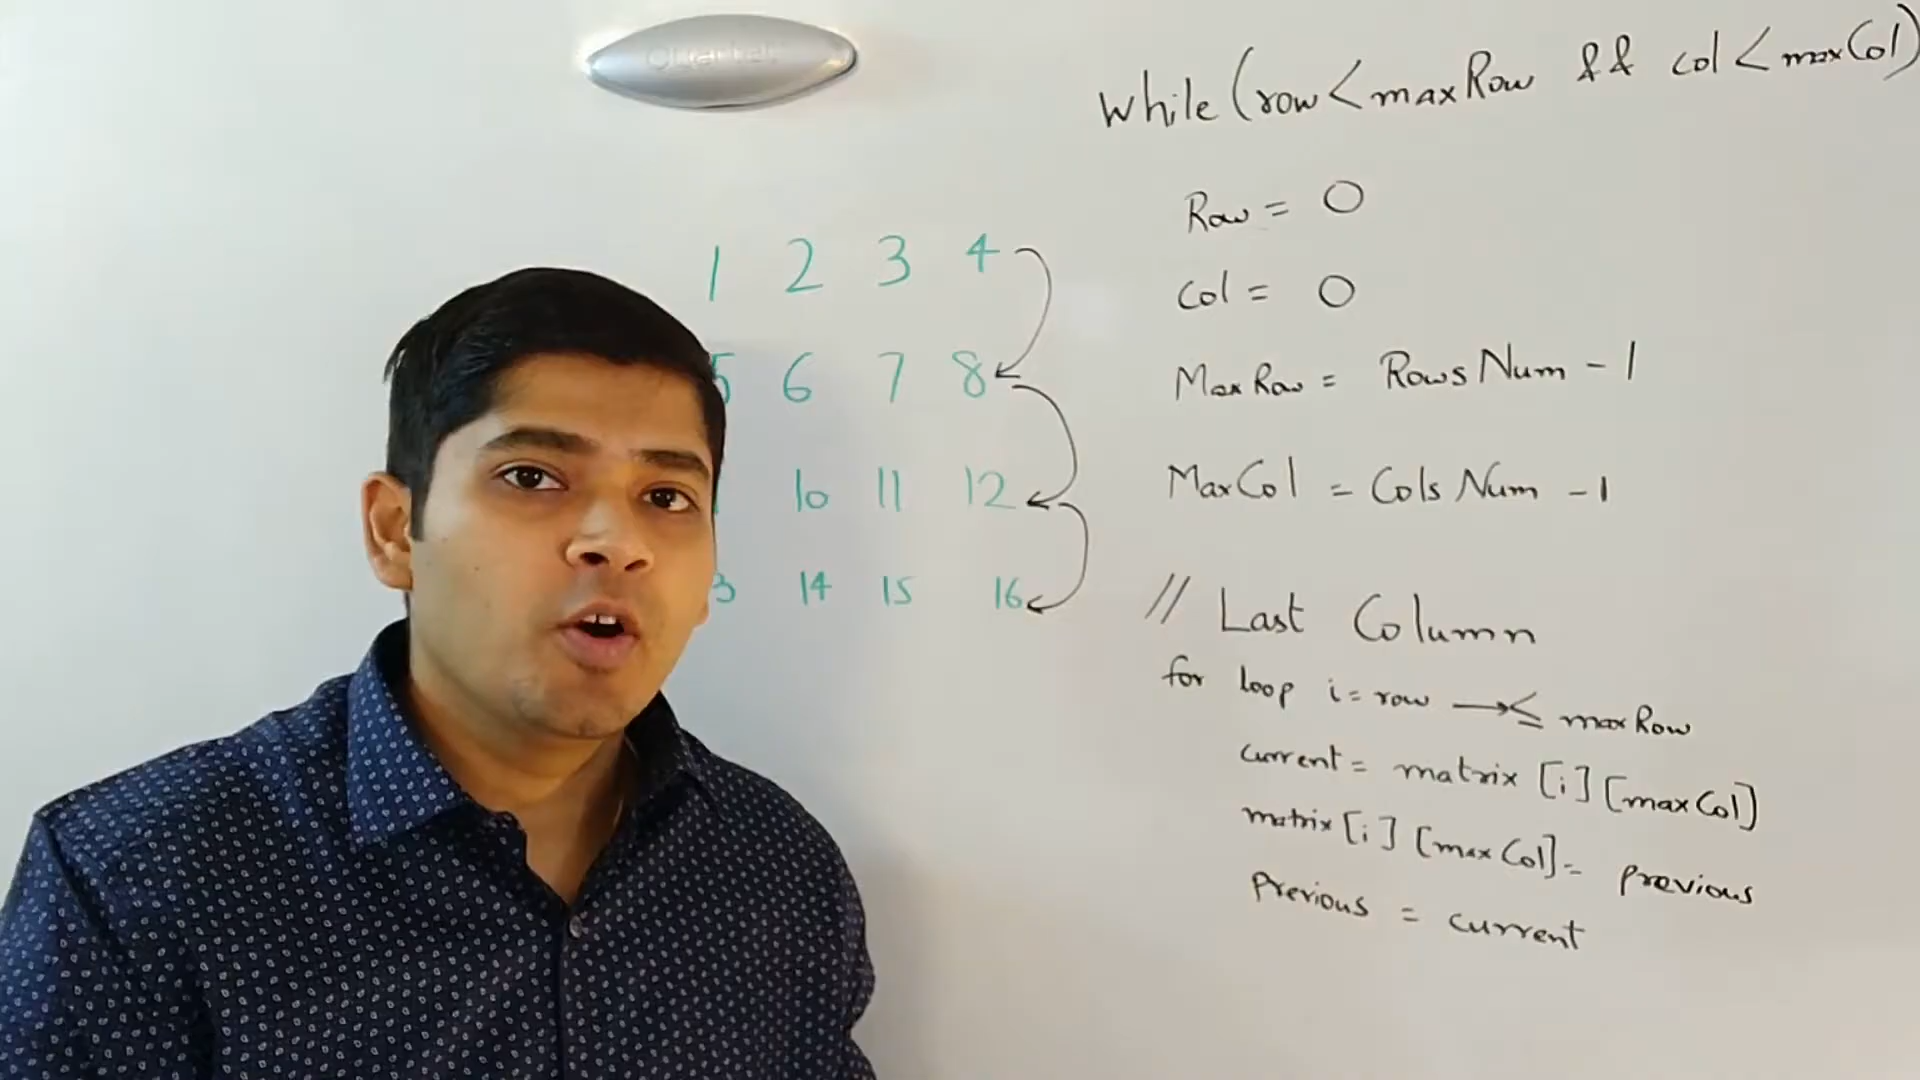 Quartet
while (row < maxRow && col < maxCol)
Row = 0
Col = 0
MaxRow = RowsNum - 1
MaxCol = ColsNum - 1
// Last Column
for loop i = row → ≤ maxRow
current = matrix [i] [maxCol]
matrix [i] [maxCol] = previous
Previous = current
1 2 3 4
5 6 7 8
10 11 12
14 15 16